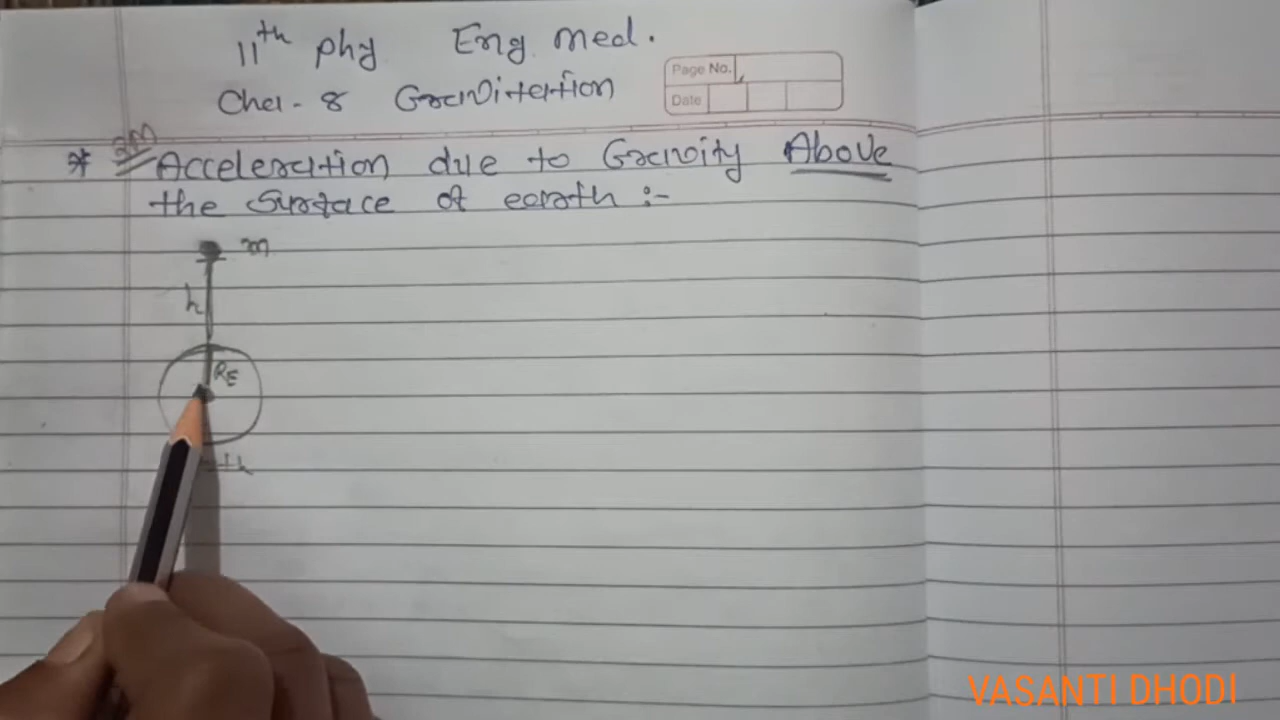 11th phy Eng med.
Cha - 8 Gravitation
Page No.
Date
* 3M Acceleration due to Gravity Above
the Surface of earth :-
m
h
RE
VASANTI DHODI